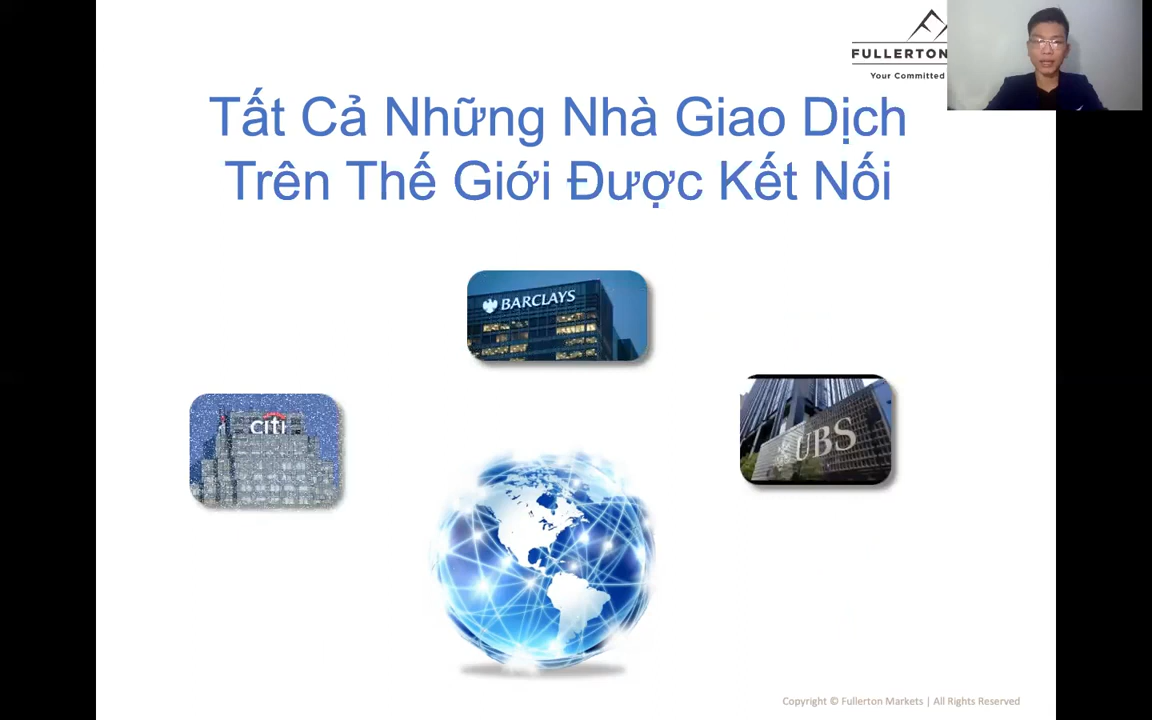 FULLERTON
Your Committed
Tất Cả Những Nhà Giao Dịch
Trên Thế Giới Được Kết Nối
BARCLAYS
citi
UBS
Copyright © Fullerton Markets | All Rights Reserved